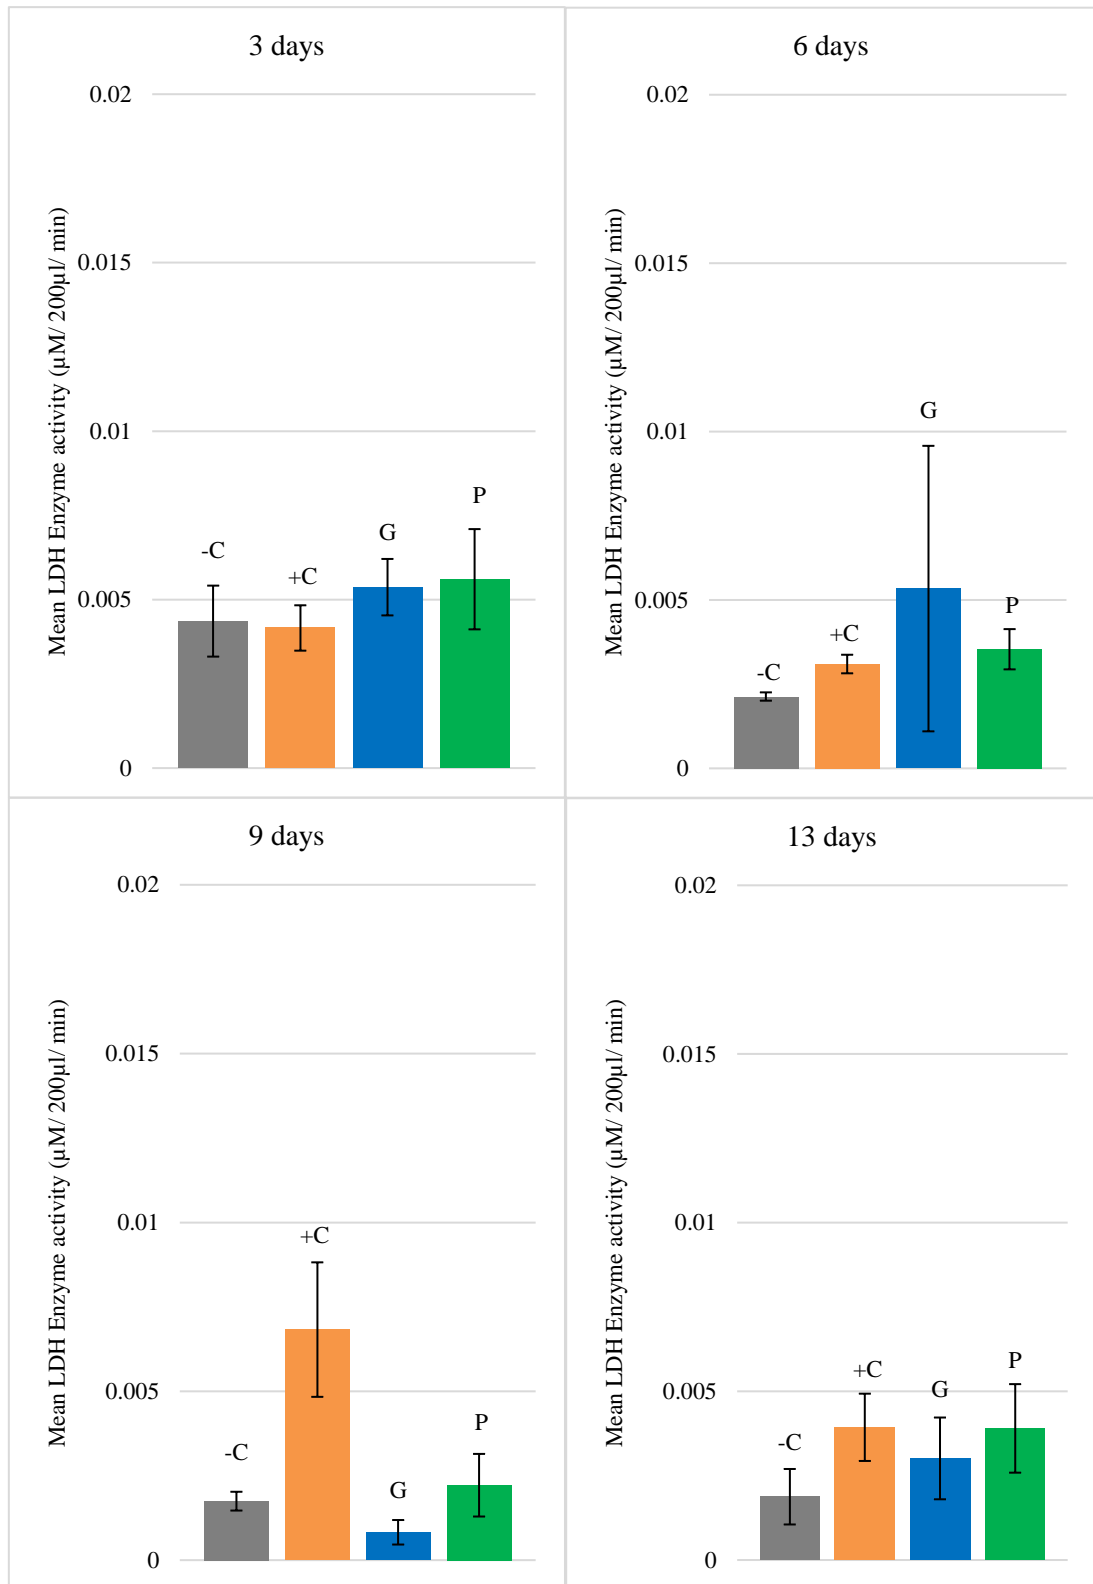 3 days
Mean LDH Enzyme activity (µM/ 200µl/ min)
0.02
0.015
0.01
0.005
0
-C
+C
G
P
6 days
Mean LDH Enzyme activity (µM/ 200µl/ min)
0.02
0.015
0.01
0.005
0
-C
+C
G
P
9 days
Mean LDH Enzyme activity (µM/ 200µl/ min)
0.02
0.015
0.01
0.005
0
-C
+C
G
P
13 days
Mean LDH Enzyme activity (µM/ 200µl/ min)
0.02
0.015
0.01
0.005
0
-C
+C
G
P